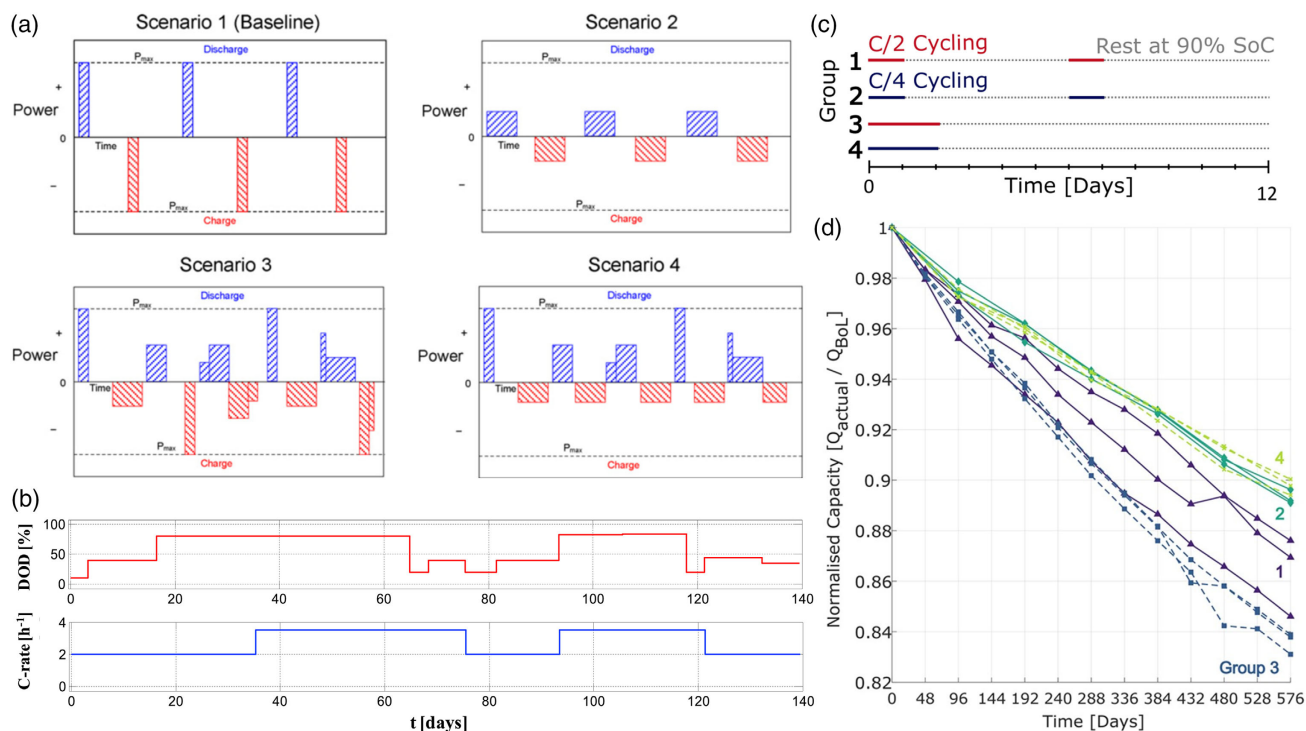 (a)
Scenario 1 (Baseline)
Pmax
Discharge
+
Power
0
Time
–
Pmax
Charge
Scenario 2
Pmax
Discharge
+
Power
0
Time
–
Pmax
Charge
Scenario 3
Pmax
Discharge
+
Power
0
Time
–
Pmax
Charge
Scenario 4
Pmax
Discharge
+
Power
0
Time
–
Pmax
Charge
(b)
DOD [%]
100
50
0
0 20 40 60 80 100 120 140
C-rate[h⁻¹]
4
2
0
0 20 40 60 80 100 120 140
t [days]
(c)
C/2 Cycling
Rest at 90% SoC
1
C/4 Cycling
2
3
4
Group
0
12
Time [Days]
(d)
Normalised Capacity [Qactual / QBoL]
1
0.98
0.96
0.94
0.92
0.9
0.88
0.86
0.84
0.82
4
2
1
Group 3
0 48 96 144 192 240 288 336 384 432 480 528 576
Time [Days]